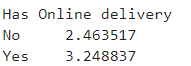 Has Online delivery
No     2.463517
Yes    3.248837